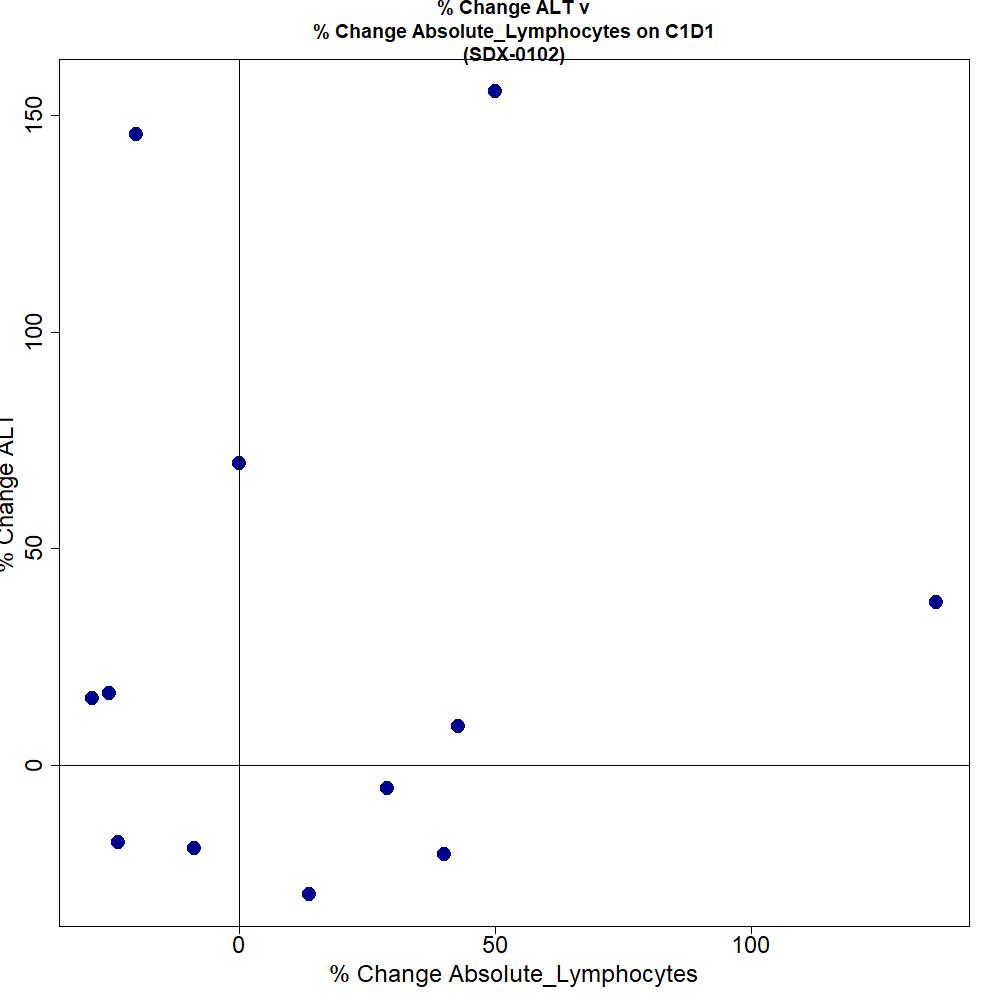 % Change ALT v
% Change Absolute_Lymphocytes on C1D1
(SDX-0102)
150
100
50
0
% Change ALT
0 50 100
% Change Absolute_Lymphocytes